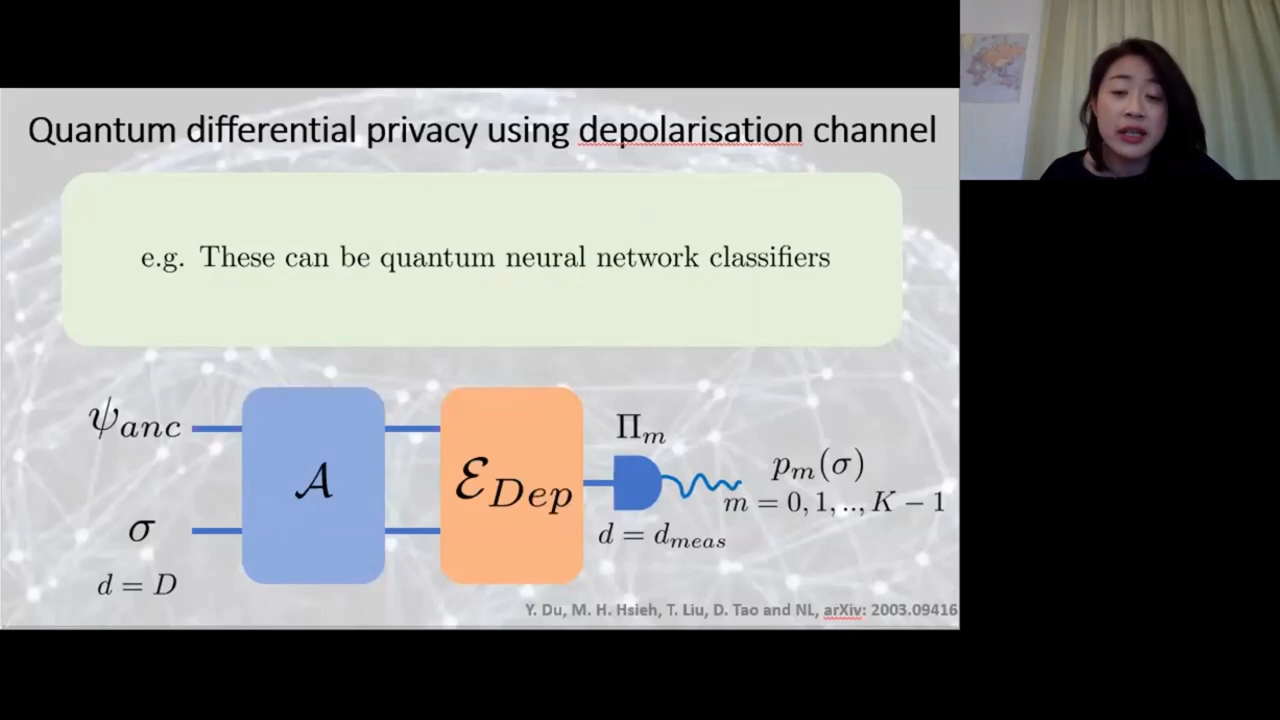 Quantum differential privacy using depolarisation channel
e.g. These can be quantum neural network classifiers
ψ_anc
σ
d = D
𝒜
ℰ_Dep
Π_m
d = d_meas
p_m(σ)
m = 0, 1, .., K − 1
Y. Du, M. H. Hsieh, T. Liu, D. Tao and NL, arXiv: 2003.09416